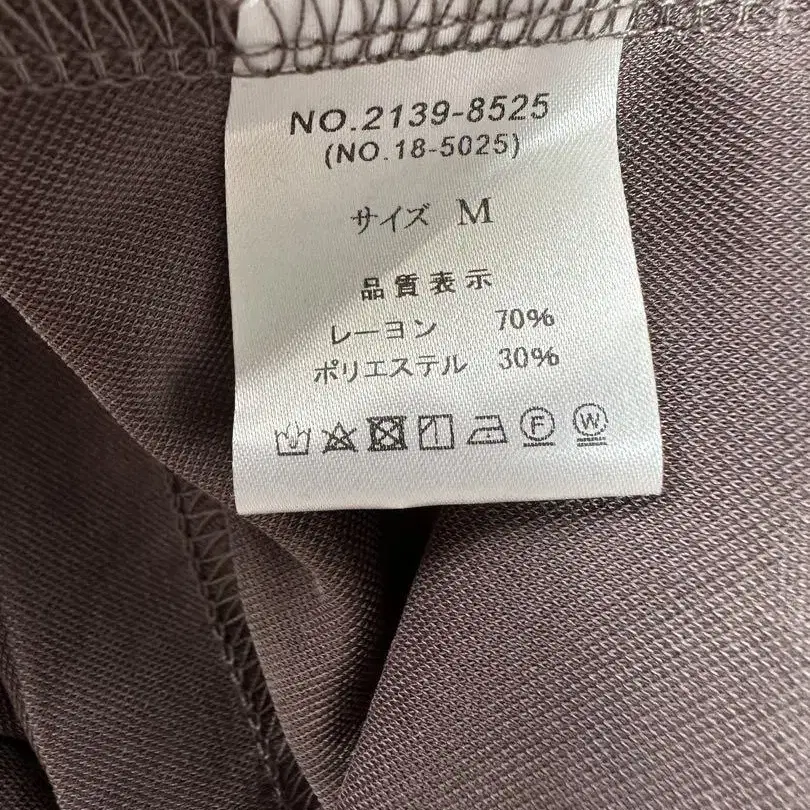 NO.2139-8525
(NO.18-5025)
サイズ M
品質表示
レーヨン 70%
ポリエステル 30%
F W